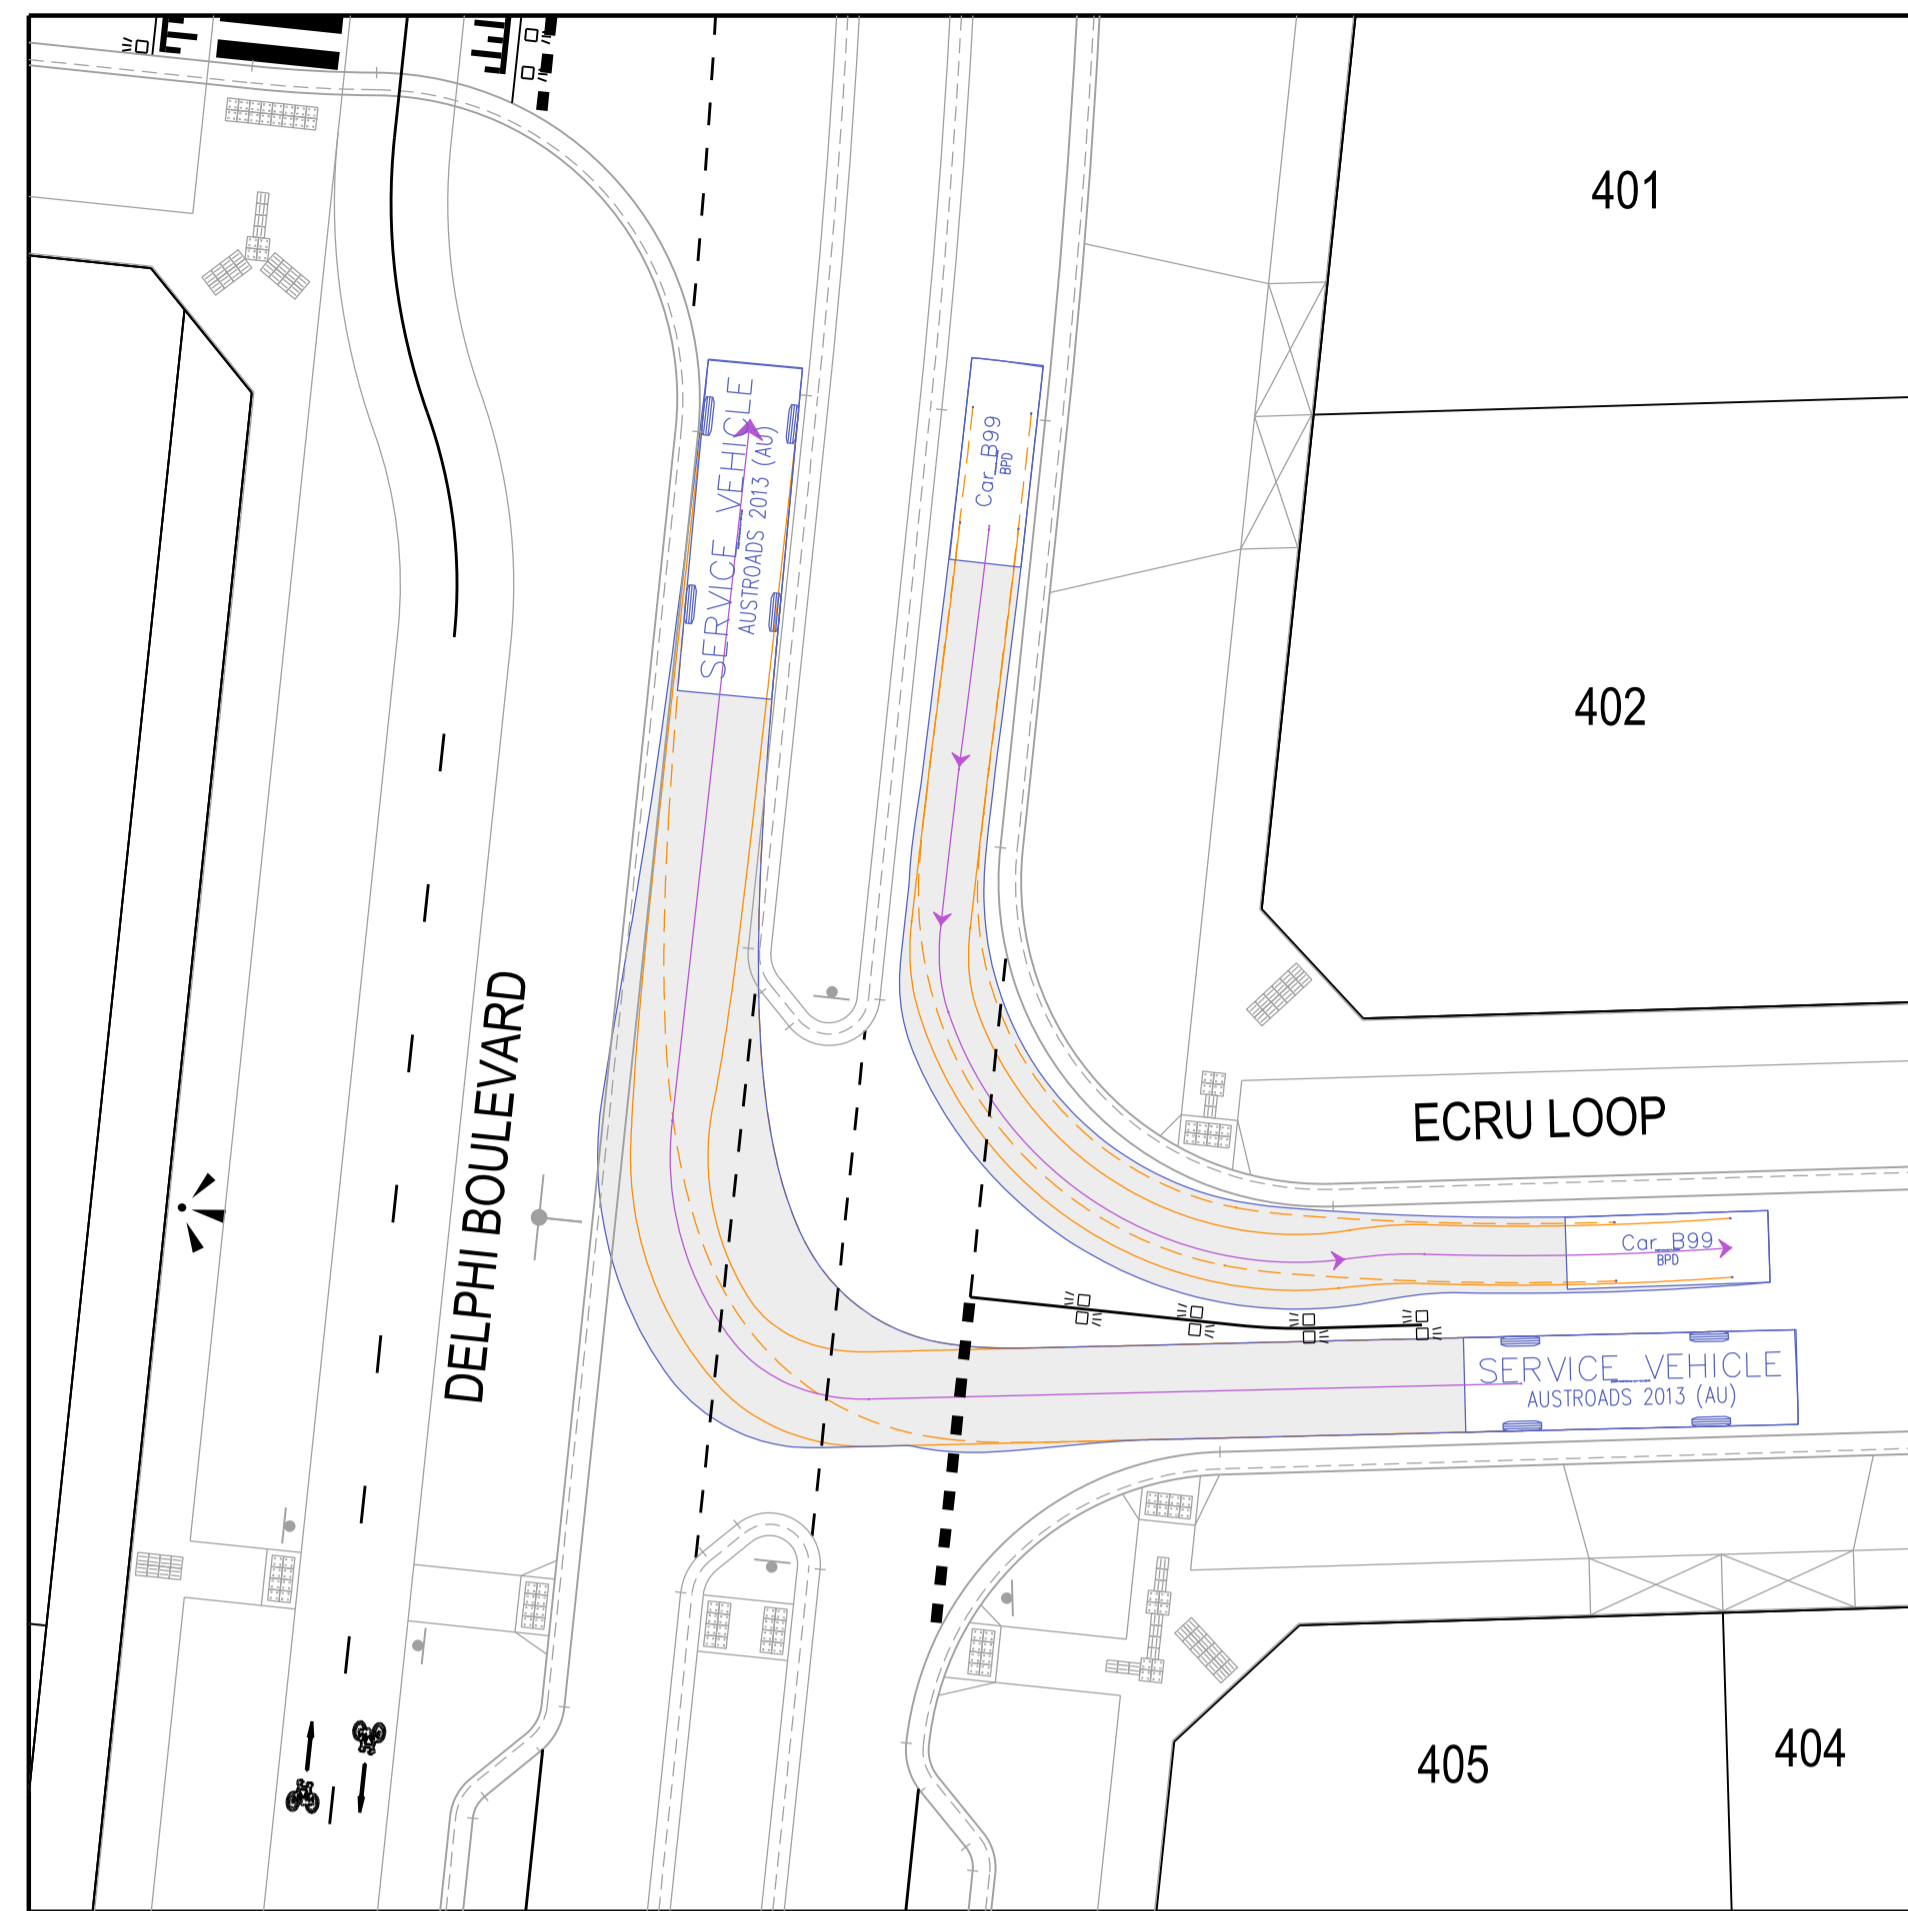 401
SERVICE_VEHICLE
AUSTROADS 2013 (AU)
Car_B99
BPD
402
DELPHI BOULEVARD
ECRU LOOP
Car_B99
BPD
SERVICE_VEHICLE
AUSTROADS 2013 (AU)
405
404